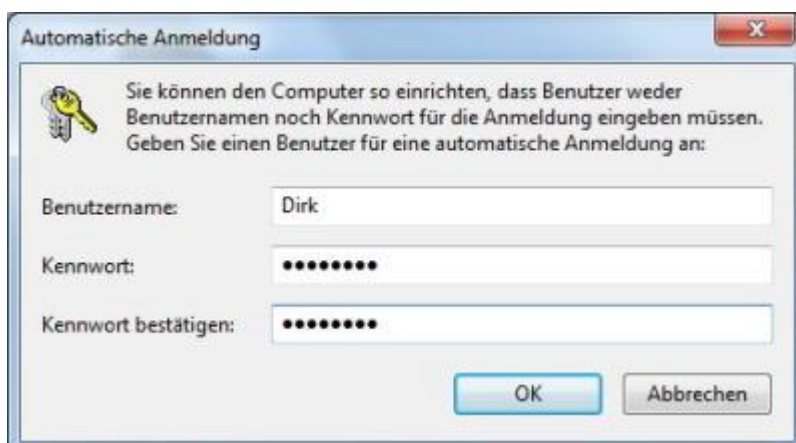 Automatische Anmeldung
Sie können den Computer so einrichten, dass Benutzer weder
Benutzernamen noch Kennwort für die Anmeldung eingeben müssen.
Geben Sie einen Benutzer für eine automatische Anmeldung an:
Benutzername: Dirk
Kennwort: ●●●●●●●●
Kennwort bestätigen: ●●●●●●●●
OK Abbrechen